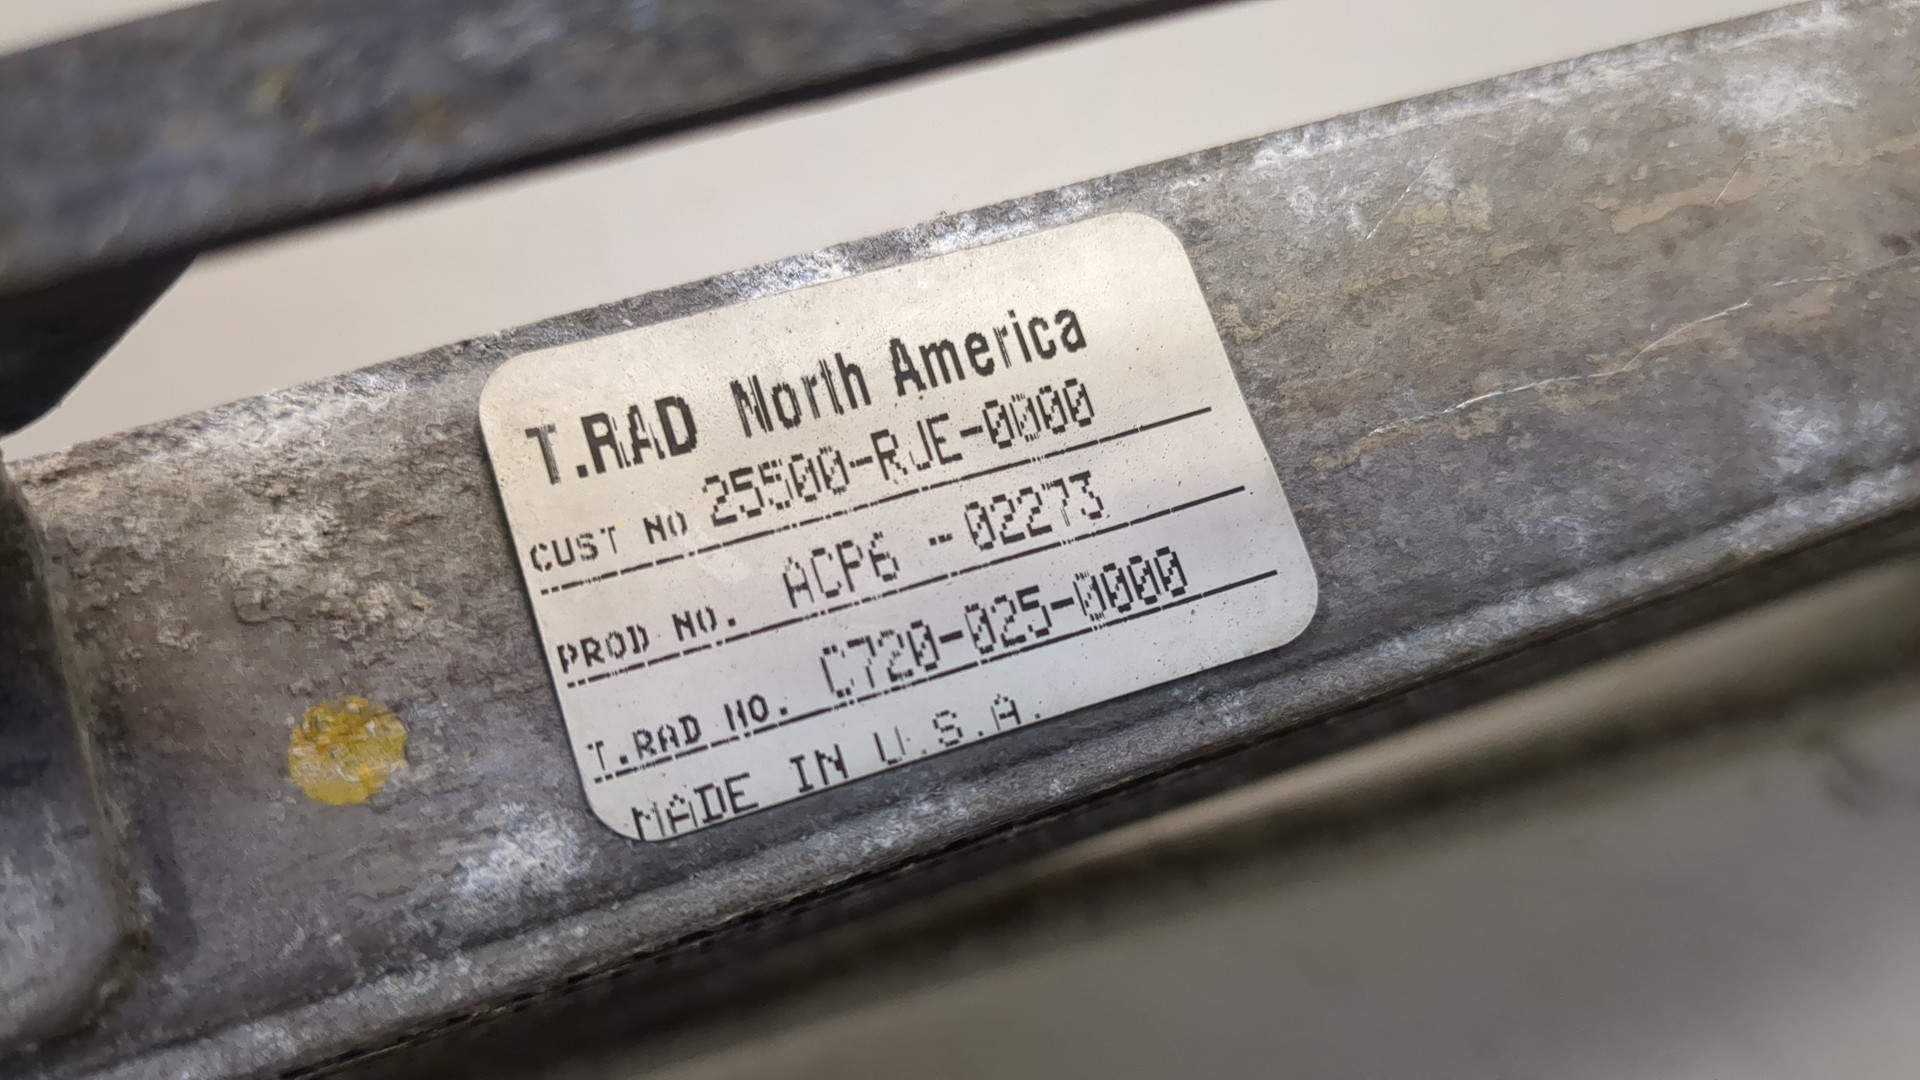 T.RAD North America
CUST NO 25500-RJE-0000
PROD NO. ACP6 -02273
T.RAD NO. C720-025-0000
MADE IN U.S.A.